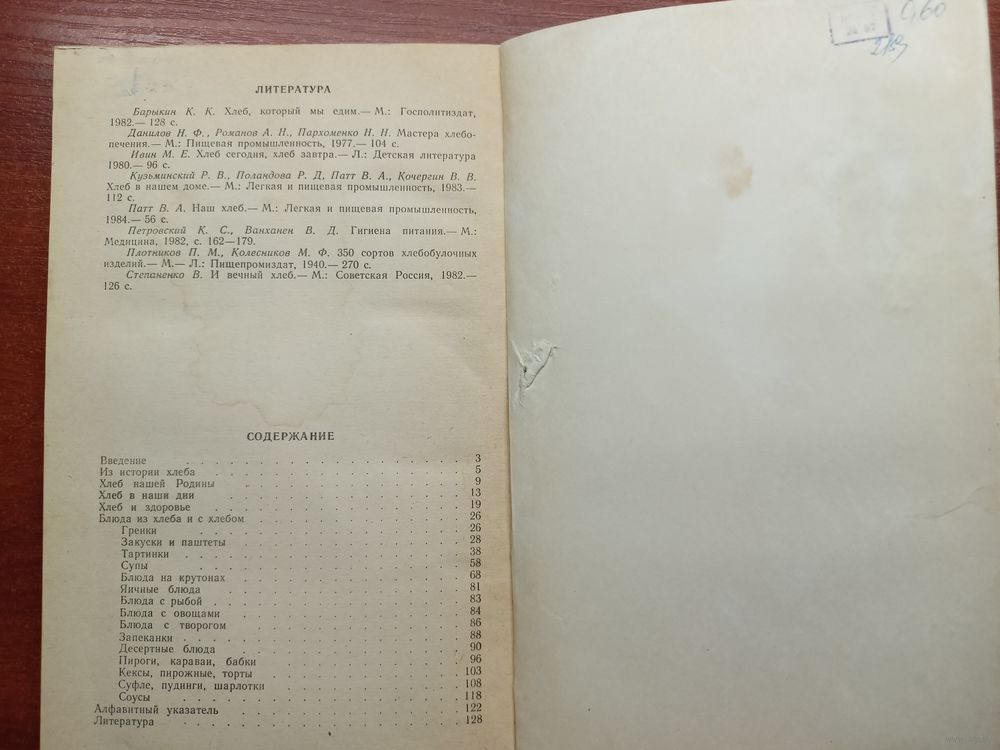 ЛИТЕРАТУРА
Барыкин К. К. Хлеб, который мы едим.— М.: Госполитиздат,
1982.— 128 с.
Данилов Н. Ф., Романов А. Н., Пархоменко Н. Н. Мастера хлебо-
печения.— М.: Пищевая промышленность, 1977.— 104 с.
Ивин М. Е. Хлеб сегодня, хлеб завтра.— Л.: Детская литература
1980.— 96 с.
Кузьминский Р. В., Поландова Р. Д, Патт В. А., Кочергин В. В.
Хлеб в нашем доме.— М.: Легкая и пищевая промышленность, 1983.—
112 с.
Патт В. А. Наш хлеб.— М.: Легкая и пищевая промышленность,
1984.— 56 с.
Петровский К. С., Ванханен В. Д. Гигиена питания.— М.:
Медицина, 1982, с. 162—179.
Плотников П. М., Колесников М. Ф. 350 сортов хлебобулочных
изделий.— М.— Л.: Пищепромиздат, 1940.— 270 с.
Степаненко В. И вечный хлеб.— М.: Советская Россия, 1982.—
126 с.
СОДЕРЖАНИЕ
Введение 3
Из истории хлеба 5
Хлеб нашей Родины 9
Хлеб в наши дни 13
Хлеб и здоровье 19
Блюда из хлеба и с хлебом 26
Гренки 26
Закуски и паштеты 28
Тартинки 38
Супы 58
Блюда на крутонах 68
Яичные блюда 81
Блюда с рыбой 83
Блюда с овощами 84
Блюда с творогом 86
Запеканки 88
Десертные блюда 90
Пироги, караваи, бабки 96
Кексы, пирожные, торты 103
Суфле, пудинги, шарлотки 108
Соусы 118
Алфавитный указатель 122
Литература 128
0,60